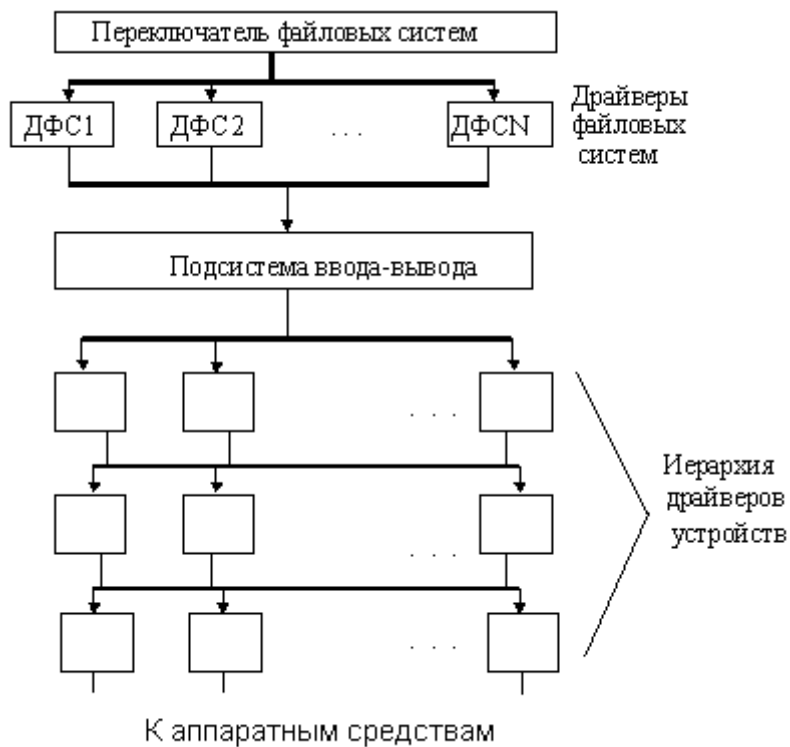 Переключатель файловых систем
ДФС1 ДФС2 . . . ДФСN
Драйверы
файловых
систем
Подсистема ввода-вывода
. . .
. . .
Иерархия
драйверов
устройств
. . .
К аппаратным средствам